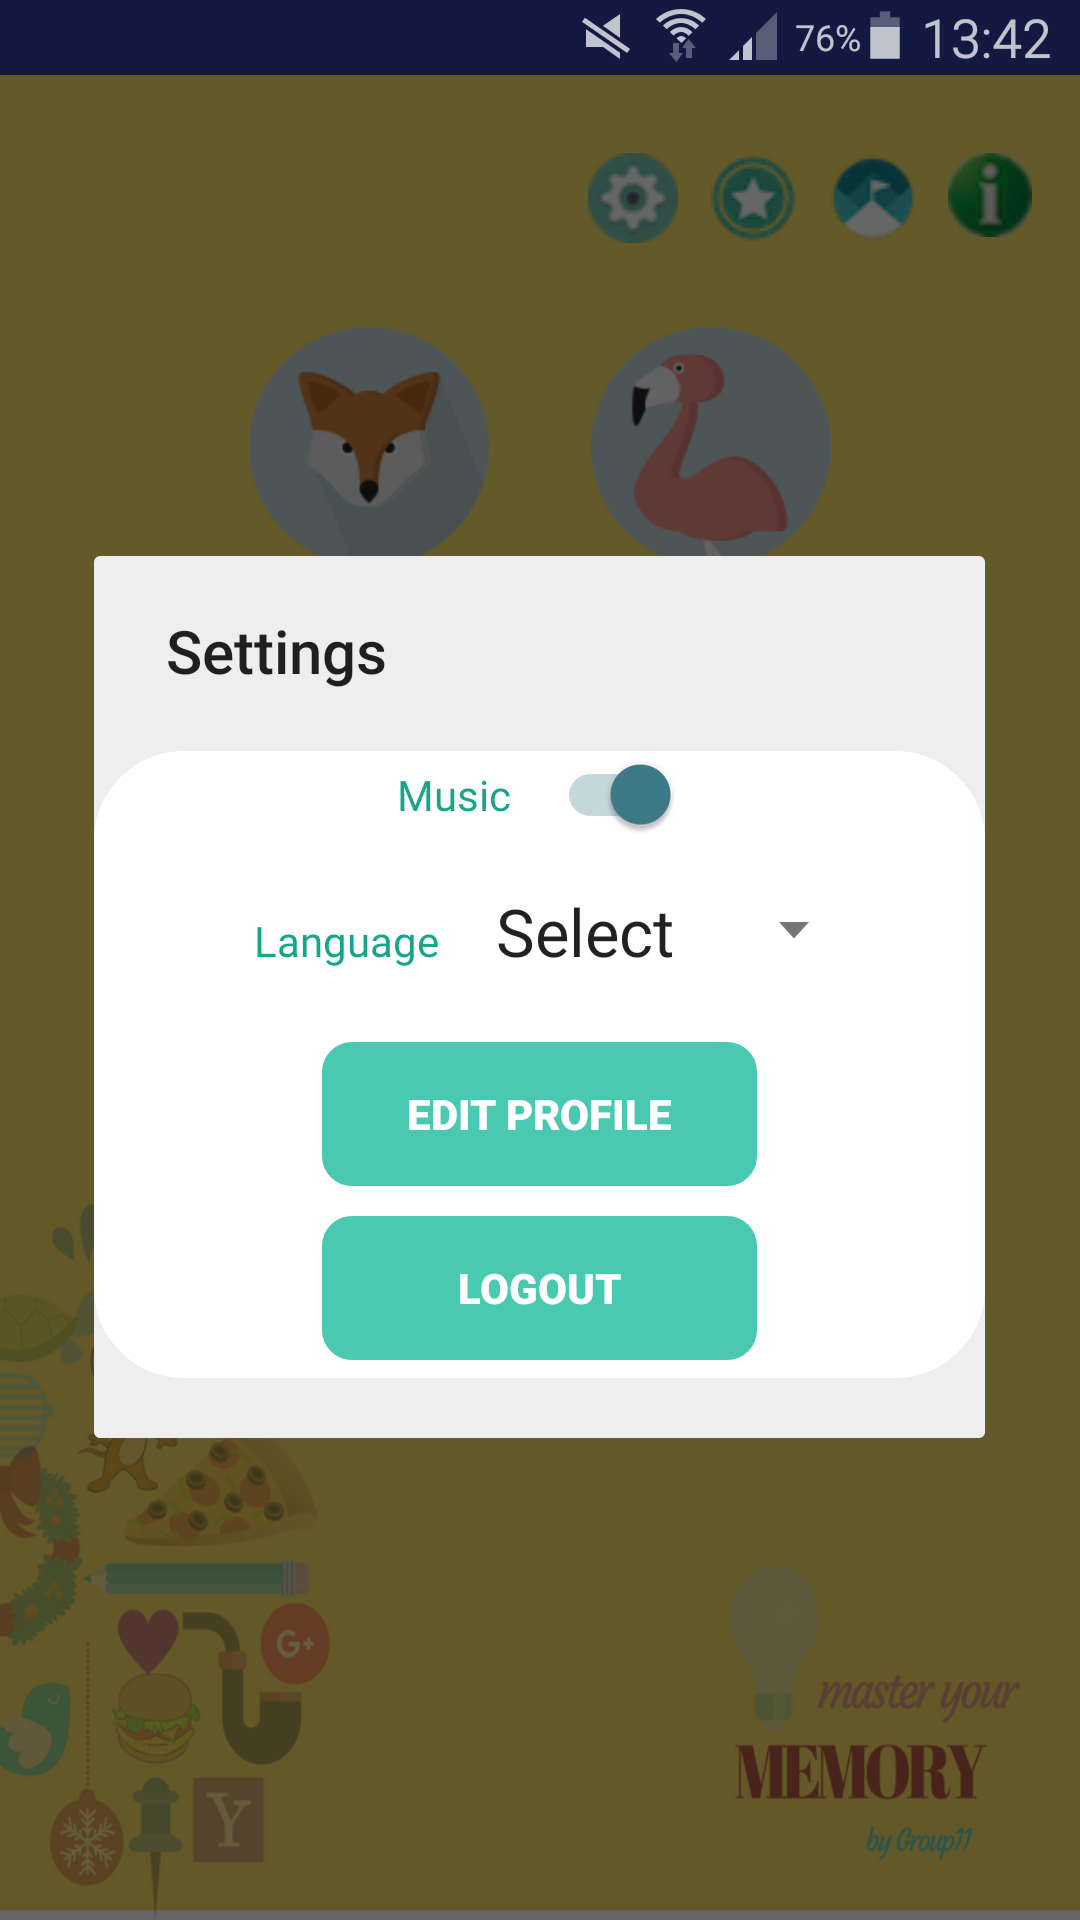 76% 13:42
Settings
Music
Language Select
EDIT PROFILE
LOGOUT
G+
master your
MEMORY
Y
by Group11